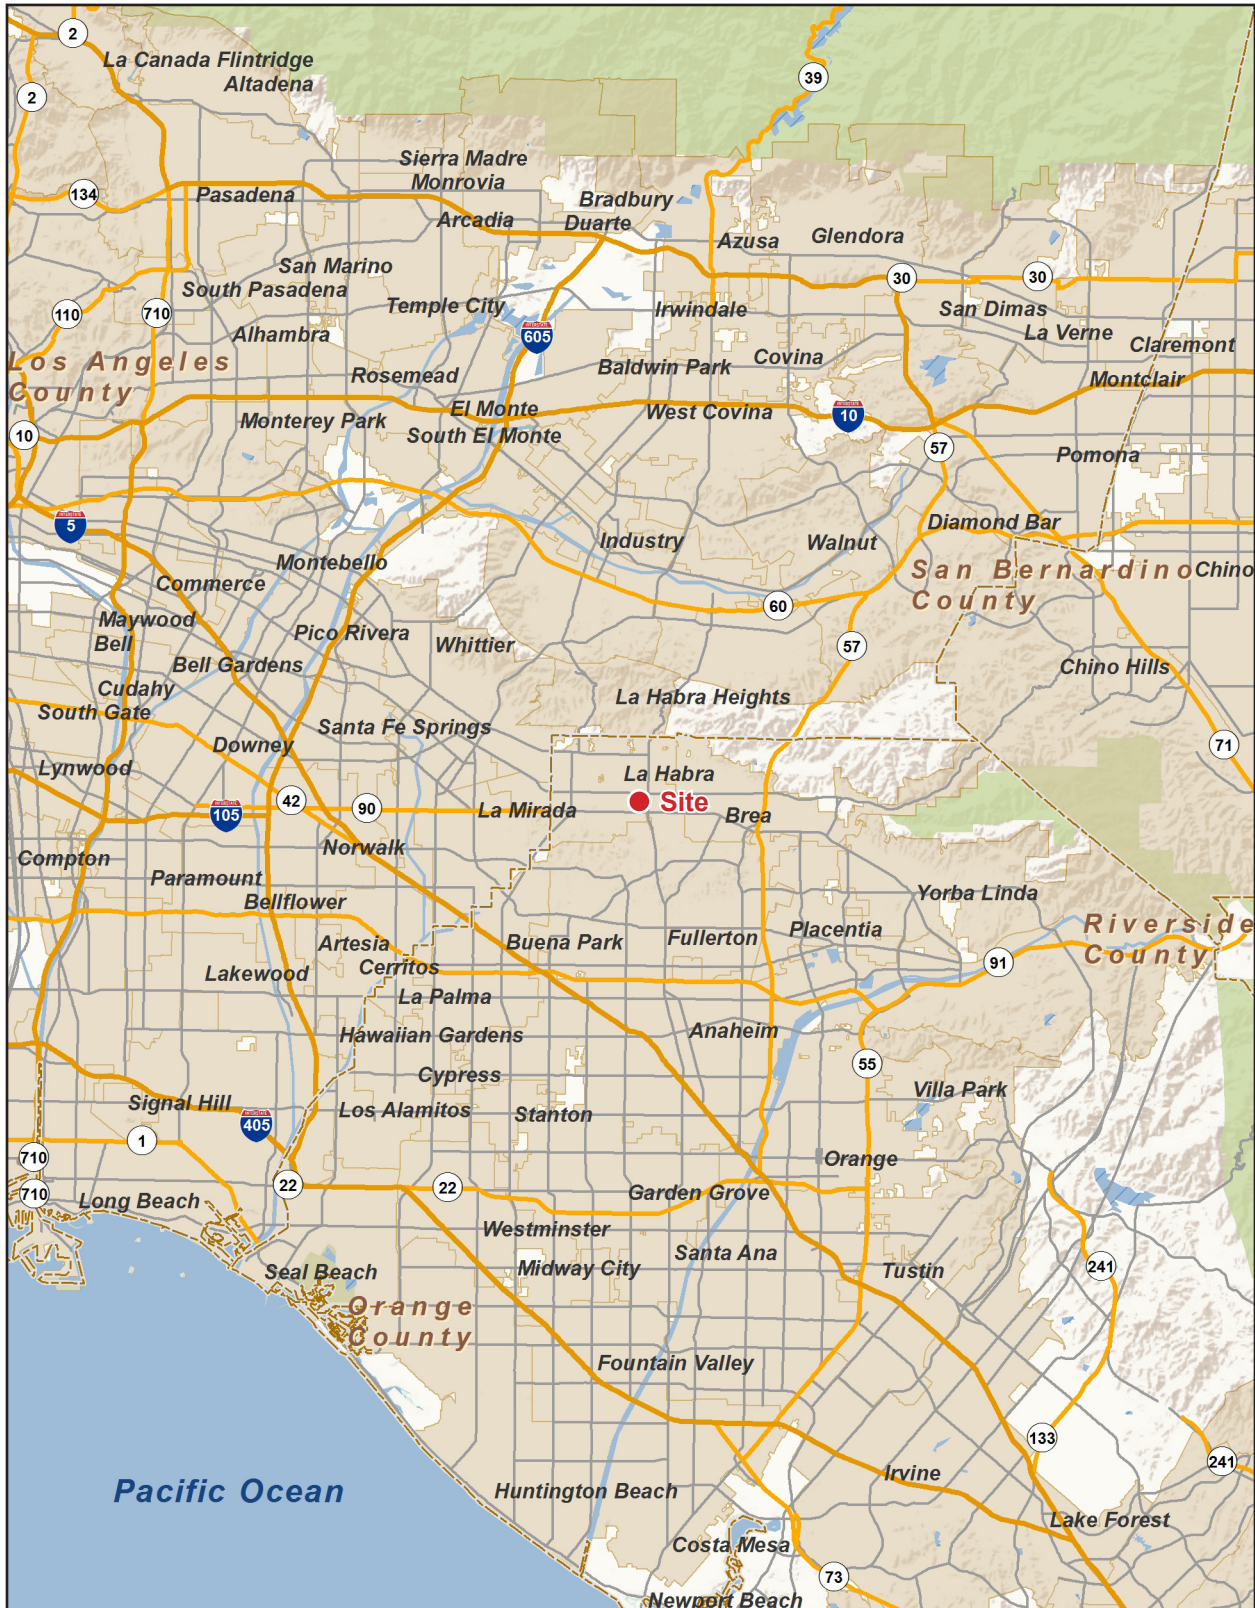 2
La Canada Flintridge
Altadena
39
2
Sierra Madre
Monrovia
134
Pasadena
Bradbury
Arcadia
Duarte
Azusa
Glendora
San Marino
30
30
South Pasadena
Temple City
Irwindale
San Dimas
110
710
Alhambra
INTERSTATE
605
La Verne
Claremont
Los Angeles
County
Covina
Baldwin Park
Rosemead
Montclair
El Monte
West Covina
INTERSTATE
10
Monterey Park
South El Monte
10
57
Pomona
INTERSTATE
5
Diamond Bar
Industry
Walnut
Montebello
San Bernardino
County
Chino
Commerce
60
Maywood
Bell
Pico Rivera
Whittier
57
Bell Gardens
Chino Hills
Cudahy
La Habra Heights
South Gate
Santa Fe Springs
Downey
71
Lynwood
La Habra
Site
42
90
INTERSTATE
105
La Mirada
Brea
Norwalk
Compton
Paramount
Bellflower
Yorba Linda
Riverside
County
Artesia
Buena Park
Fullerton
Placentia
Cerritos
91
Lakewood
La Palma
Hawaiian Gardens
Anaheim
55
Cypress
Villa Park
Signal Hill
Los Alamitos
Stanton
INTERSTATE
405
1
710
Orange
22
22
710
Long Beach
Garden Grove
Westminster
Santa Ana
Seal Beach
Midway City
Tustin
241
Orange
County
Fountain Valley
133
241
Irvine
Pacific Ocean
Huntington Beach
Lake Forest
Costa Mesa
73
Newport Beach